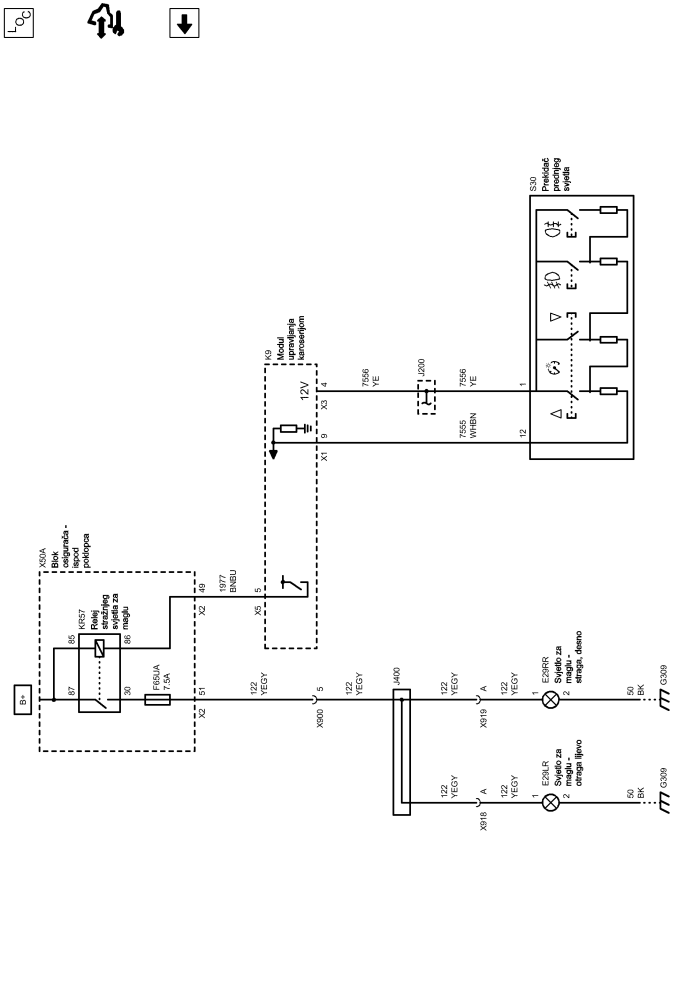 LOC
B+
X50A
Blok
osigurača -
ispod
poklopca
87
85
KR57
Relej
stražnjeg
svjetla za
maglu
30
86
F65UA
7.5A
X2
51
X2
49
1977
BNBU
X5
5
K9
Modul
upravljanja
karoserijom
12V
X1
9
X3
4
7556
YE
J200
7556
YE
7555
WHBN
12
1
S30
Prekidač
prednjeg
svjetla
122
YEGY
X900
5
122
YEGY
J400
122
YEGY
122
YEGY
X918
A
X919
A
122
YEGY
122
YEGY
1
E29LR
Svjetlo za
maglu -
otraga lijevo
2
1
E29RR
Svjetlo za
maglu -
straga, desno
2
50
BK
50
BK
G309
G309